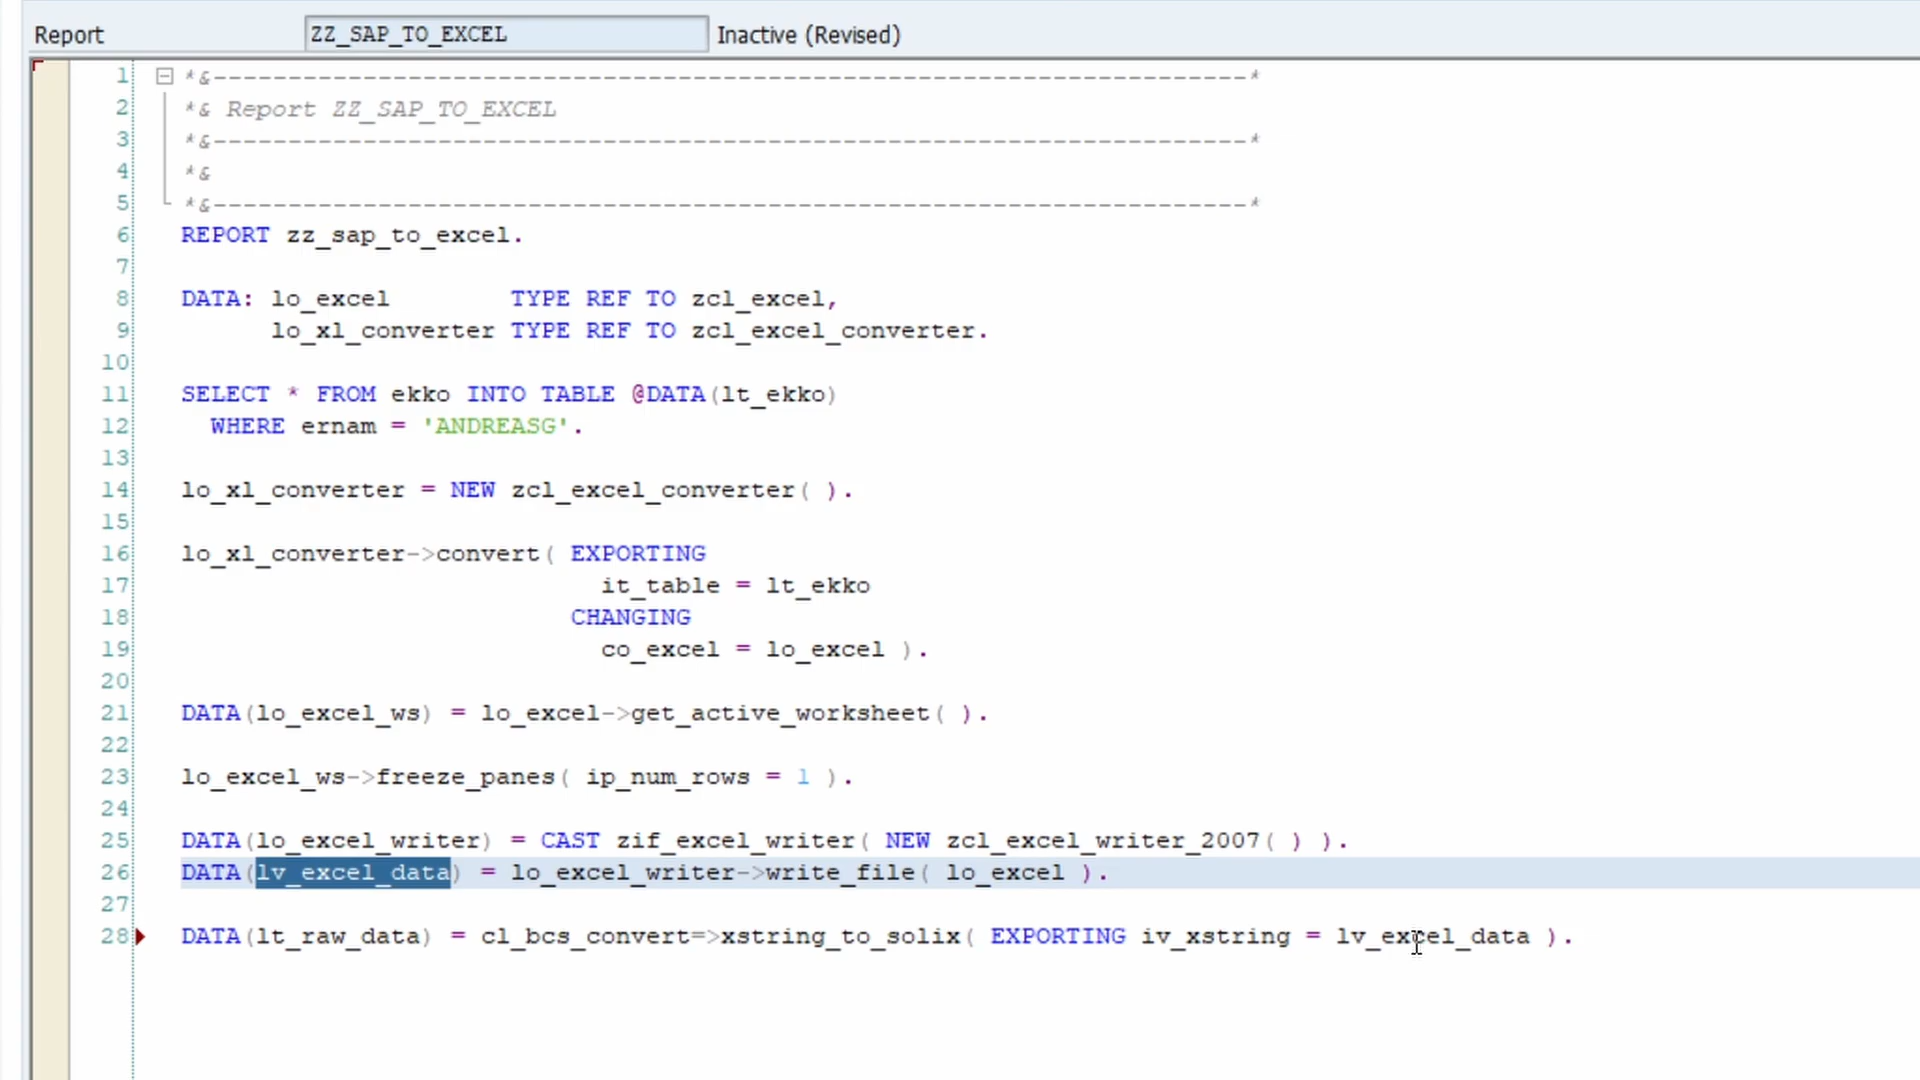 Report ZZ_SAP_TO_EXCEL Inactive (Revised)
1 *&---------------------------------------------------------------------*
2 *& Report ZZ_SAP_TO_EXCEL
3 *&---------------------------------------------------------------------*
4 *&
5 *&---------------------------------------------------------------------*
6 REPORT zz_sap_to_excel.
7
8 DATA: lo_excel        TYPE REF TO zcl_excel,
9       lo_xl_converter TYPE REF TO zcl_excel_converter.
10
11 SELECT * FROM ekko INTO TABLE @DATA(lt_ekko)
12   WHERE ernam = 'ANDREASG'.
13
14 lo_xl_converter = NEW zcl_excel_converter( ).
15
16 lo_xl_converter->convert( EXPORTING
17                             it_table = lt_ekko
18                           CHANGING
19                             co_excel = lo_excel ).
20
21 DATA(lo_excel_ws) = lo_excel->get_active_worksheet( ).
22
23 lo_excel_ws->freeze_panes( ip_num_rows = 1 ).
24
25 DATA(lo_excel_writer) = CAST zif_excel_writer( NEW zcl_excel_writer_2007( ) ).
26 DATA(lv_excel_data) = lo_excel_writer->write_file( lo_excel ).
27
28 DATA(lt_raw_data) = cl_bcs_convert=>xstring_to_solix( EXPORTING iv_xstring = lv_excel_data ).